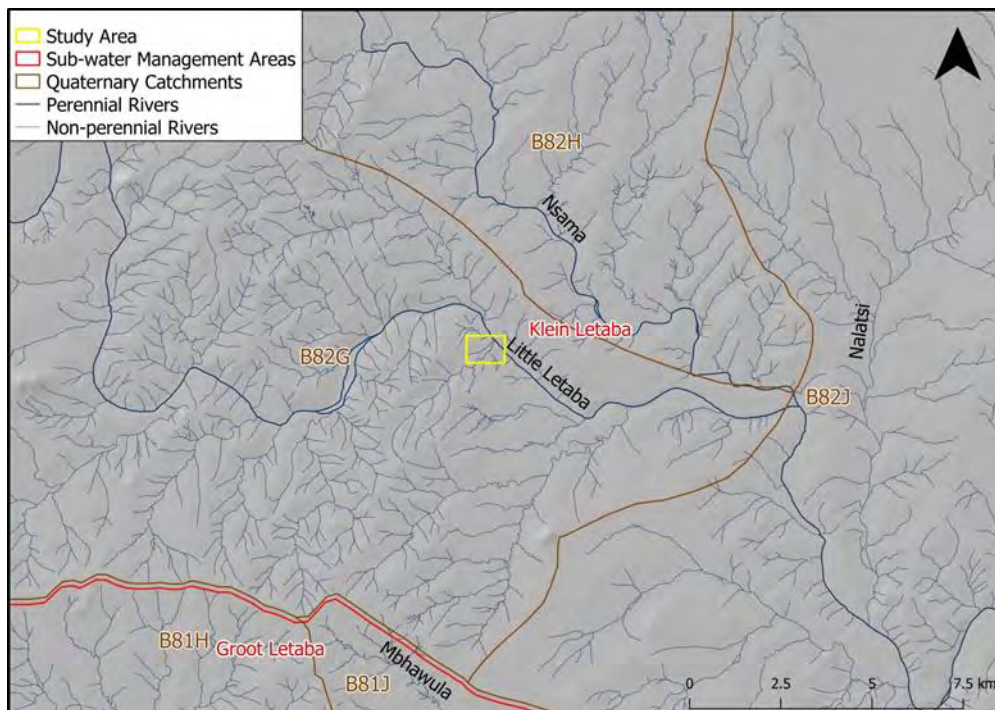 Study Area
Sub-water Management Areas
Quaternary Catchments
Perennial Rivers
Non-perennial Rivers
B82H
Nsama
Nalatsi
Klein Letaba
B82G
Little Letaba
B82J
B81H
Groot Letaba
Mbhawula
B81J
0 2.5 5 7.5 km